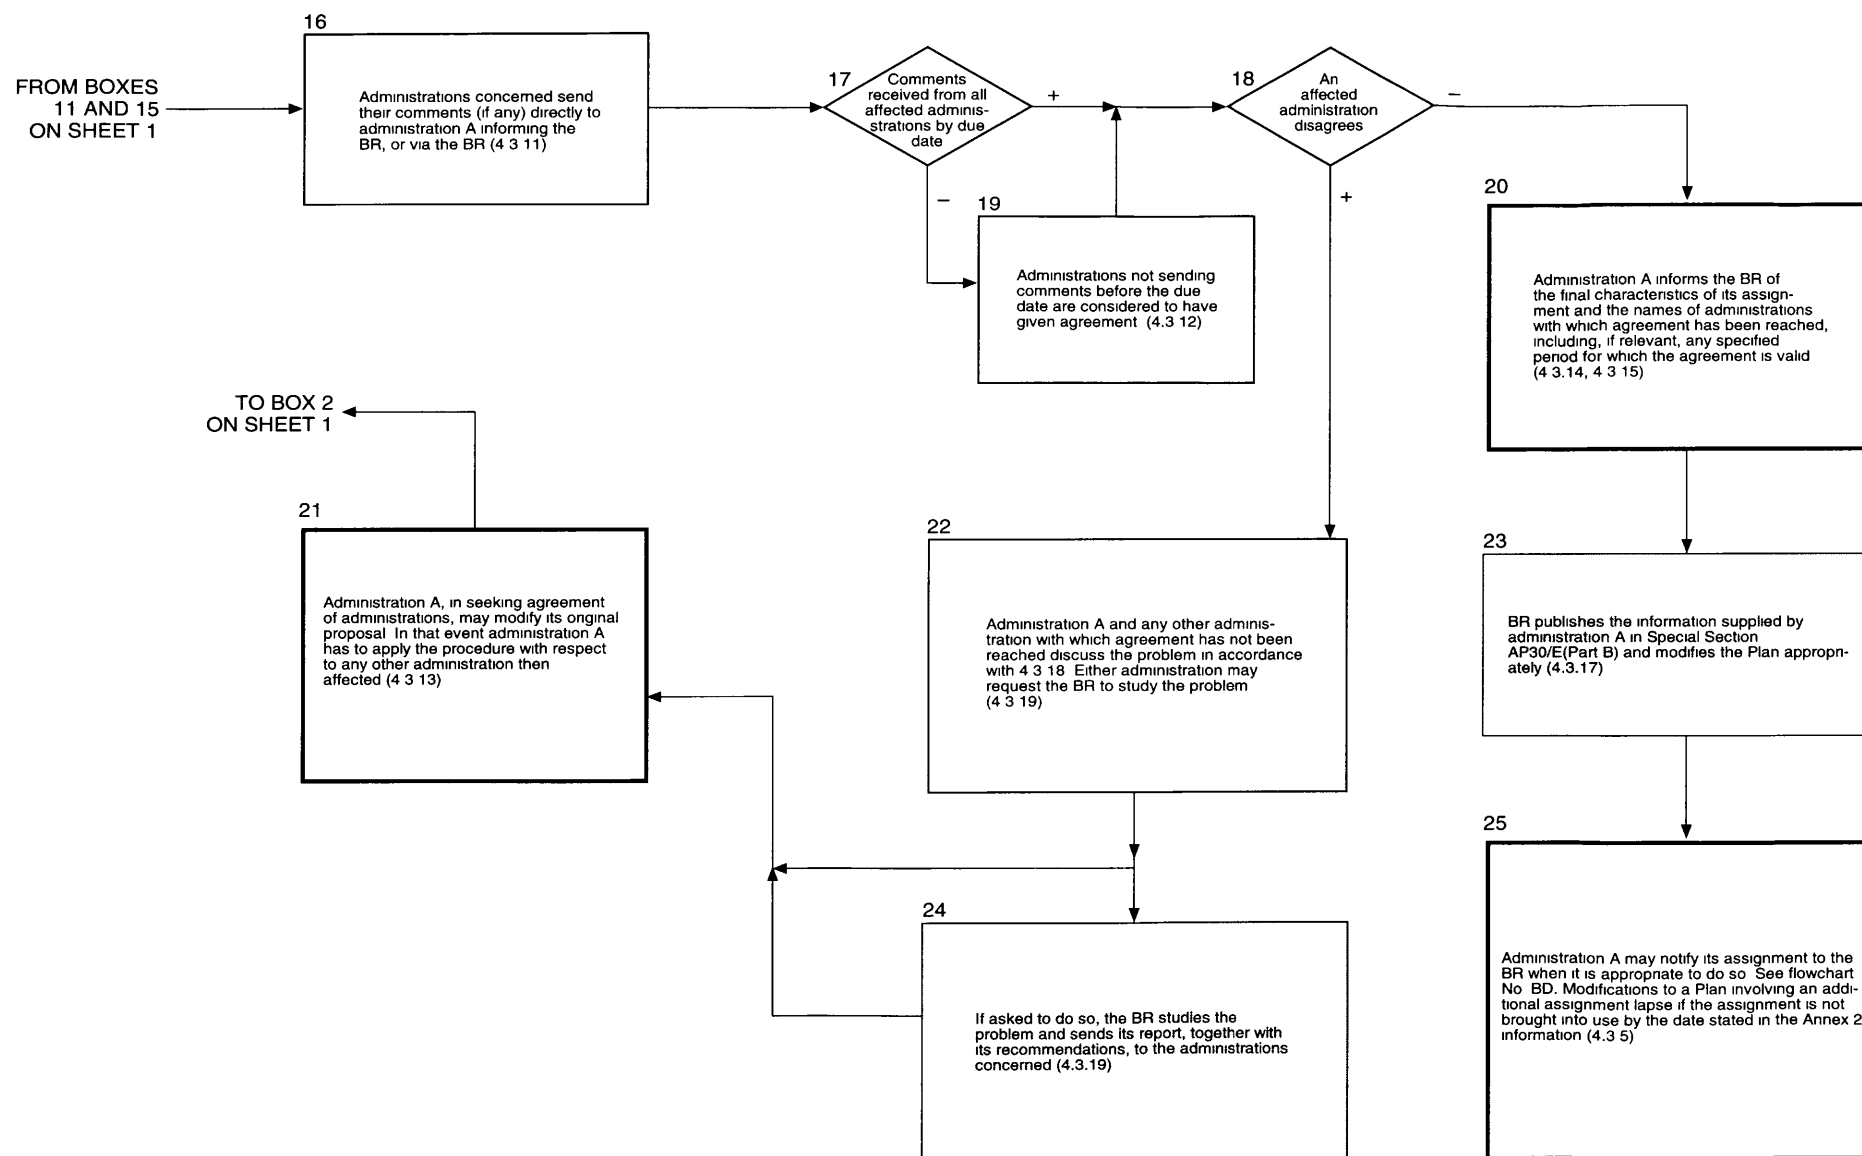 16
FROM BOXES
11 AND 15
ON SHEET 1
Administrations concerned send
their comments (if any) directly to
administration A informing the
BR, or via the BR (4 3 11)
17
Comments
received from all
affected adminis-
strations by due
date
+
–
18
An
affected
administration
disagrees
–
+
19
Administrations not sending
comments before the due
date are considered to have
given agreement (4.3 12)
20
Administration A informs the BR of
the final characteristics of its assign-
ment and the names of administrations
with which agreement has been reached,
including, if relevant, any specified
period for which the agreement is valid
(4 3.14, 4 3 15)
TO BOX 2
ON SHEET 1
21
Administration A, in seeking agreement
of administrations, may modify its original
proposal In that event administration A
has to apply the procedure with respect
to any other administration then
affected (4 3 13)
22
Administration A and any other adminis-
tration with which agreement has not been
reached discuss the problem in accordance
with 4 3 18 Either administration may
request the BR to study the problem
(4 3 19)
23
BR publishes the information supplied by
administration A in Special Section
AP30/E(Part B) and modifies the Plan appropri-
ately (4.3.17)
24
If asked to do so, the BR studies the
problem and sends its report, together with
its recommendations, to the administrations
concerned (4.3.19)
25
Administration A may notify its assignment to the
BR when it is appropriate to do so See flowchart
No BD. Modifications to a Plan involving an addi-
tional assignment lapse if the assignment is not
brought into use by the date stated in the Annex 2
information (4.3 5)